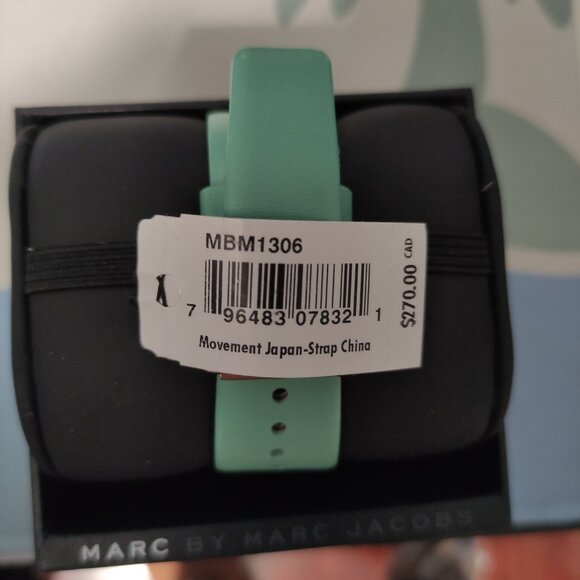 MBM1306
7 96483 07832 1
Movement Japan-Strap China
$270.00 CAD
MARC BY MARC JACOBS